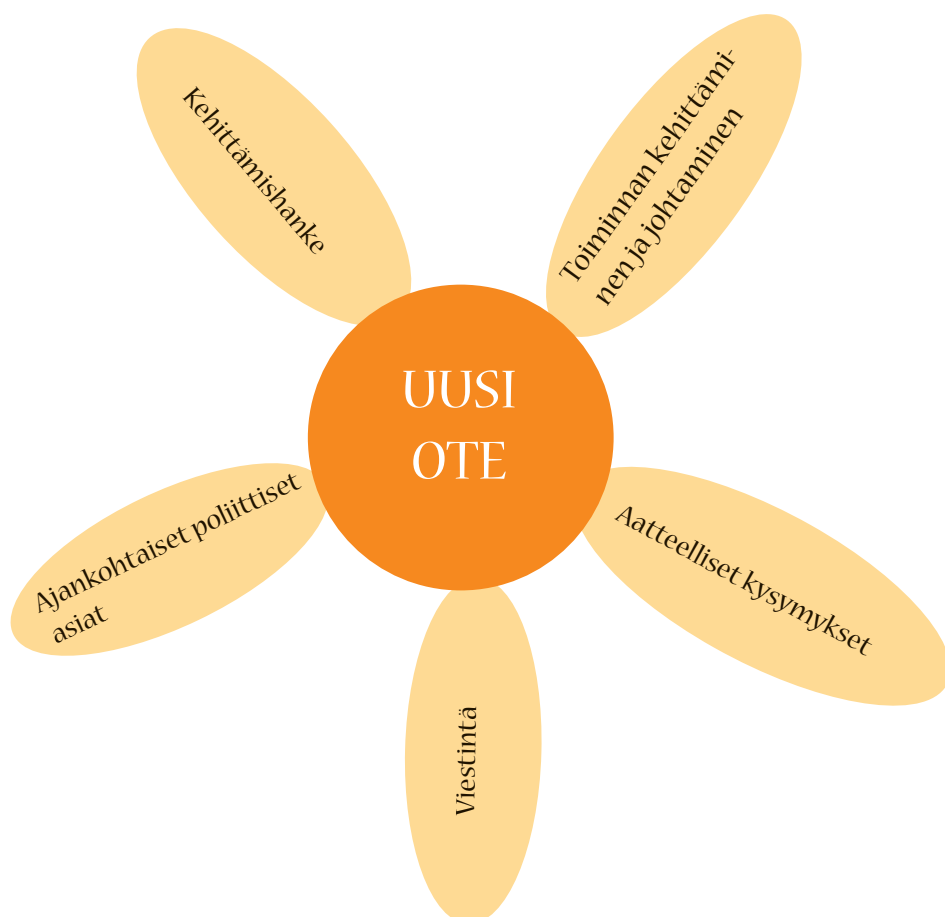 Kehittämishanke
Toiminnan kehittämi-
nen ja johtaminen
UUSI
OTE
Ajankohtaiset poliittiset
asiat
Aatteelliset kysymykset
Viestintä